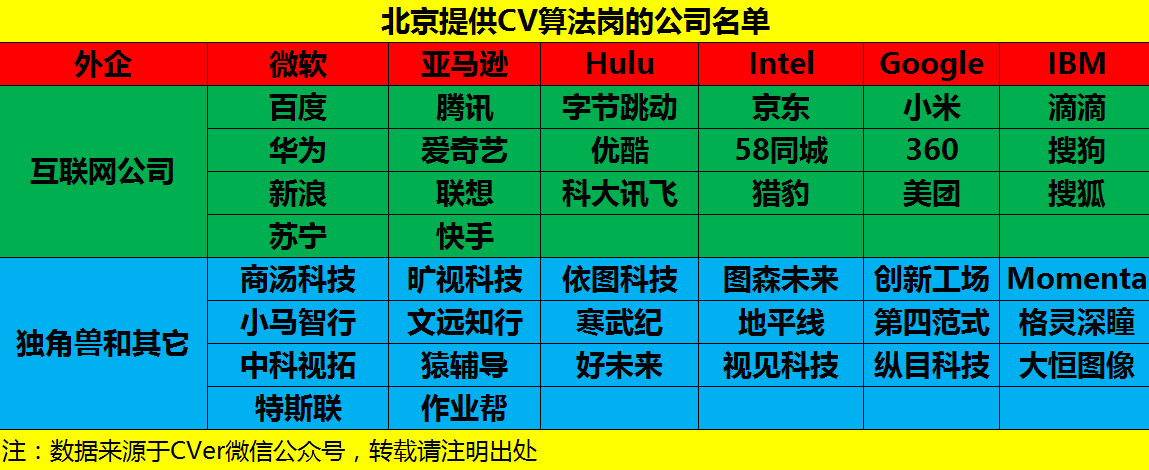 北京提供CV算法岗的公司名单
外企 微软 亚马逊 Hulu Intel Google IBM
互联网公司 百度 腾讯 字节跳动 京东 小米 滴滴
华为 爱奇艺 优酷 58同城 360 搜狗
新浪 联想 科大讯飞 猎豹 美团 搜狐
苏宁 快手
独角兽和其它 商汤科技 旷视科技 依图科技 图森未来 创新工场 Momenta
小马智行 文远知行 寒武纪 地平线 第四范式 格灵深瞳
中科视拓 猿辅导 好未来 视见科技 纵目科技 大恒图像
特斯联 作业帮
注：数据来源于CVer微信公众号，转载请注明出处